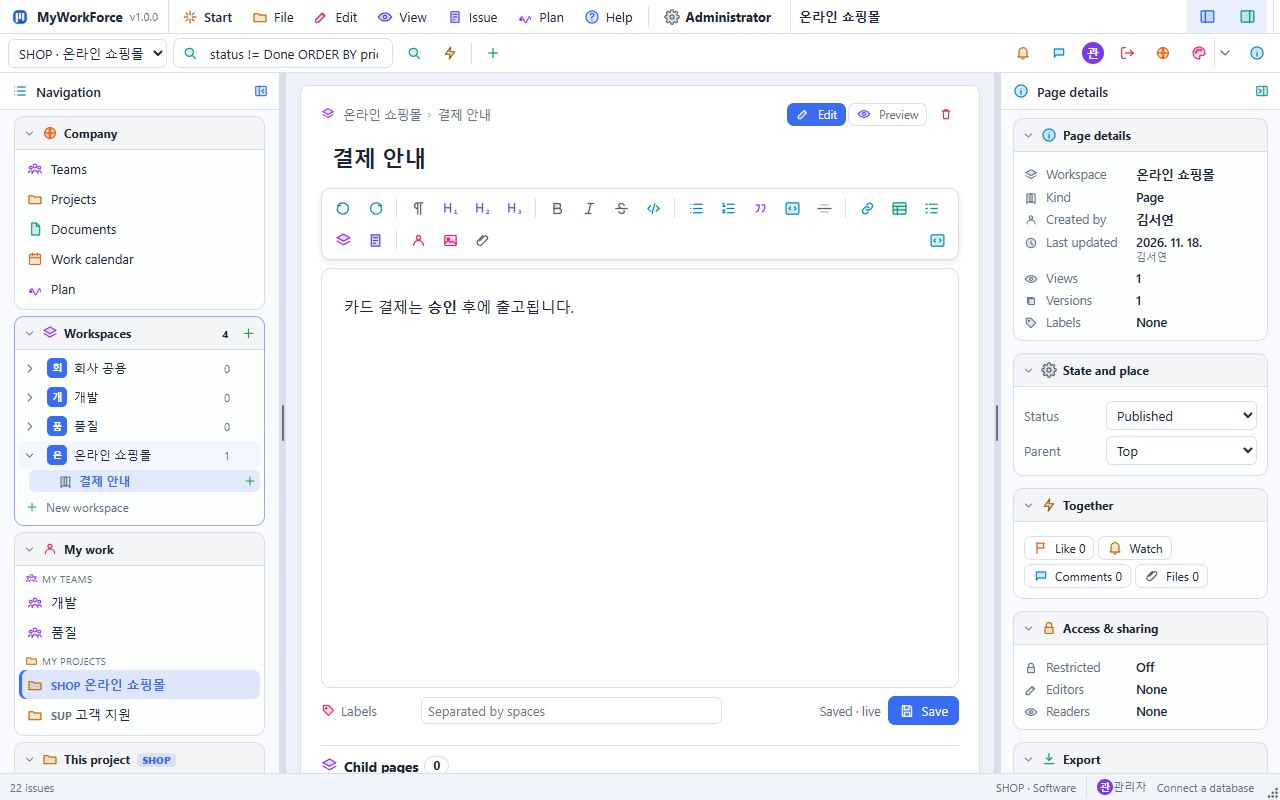 MyWorkForce v1.0.0 Start File Edit View Issue Plan Help Administrator 온라인 쇼핑몰
SHOP · 온라인 쇼핑몰 status != Done ORDER BY pric 관
Navigation
Company
Teams
Projects
Documents
Work calendar
Plan
Workspaces 4
회 회사 공용 0
개 개발 0
품 품질 0
온 온라인 쇼핑몰 1
결제 안내
New workspace
My work
MY TEAMS
개발
품질
MY PROJECTS
SHOP 온라인 쇼핑몰
SUP 고객 지원
This project SHOP
온라인 쇼핑몰 › 결제 안내 Edit Preview
결제 안내
H1 H2 H3 B I S
카드 결제는 승인 후에 출고됩니다.
Labels Separated by spaces Saved · live Save
Child pages 0
Page details
Page details
Workspace 온라인 쇼핑몰
Kind Page
Created by 김서연
Last updated 2026. 11. 18.
김서연
Views 1
Versions 1
Labels None
State and place
Status Published
Parent Top
Together
Like 0 Watch
Comments 0 Files 0
Access & sharing
Restricted Off
Editors None
Readers None
Export
22 issues SHOP · Software 관 관리자 Connect a database